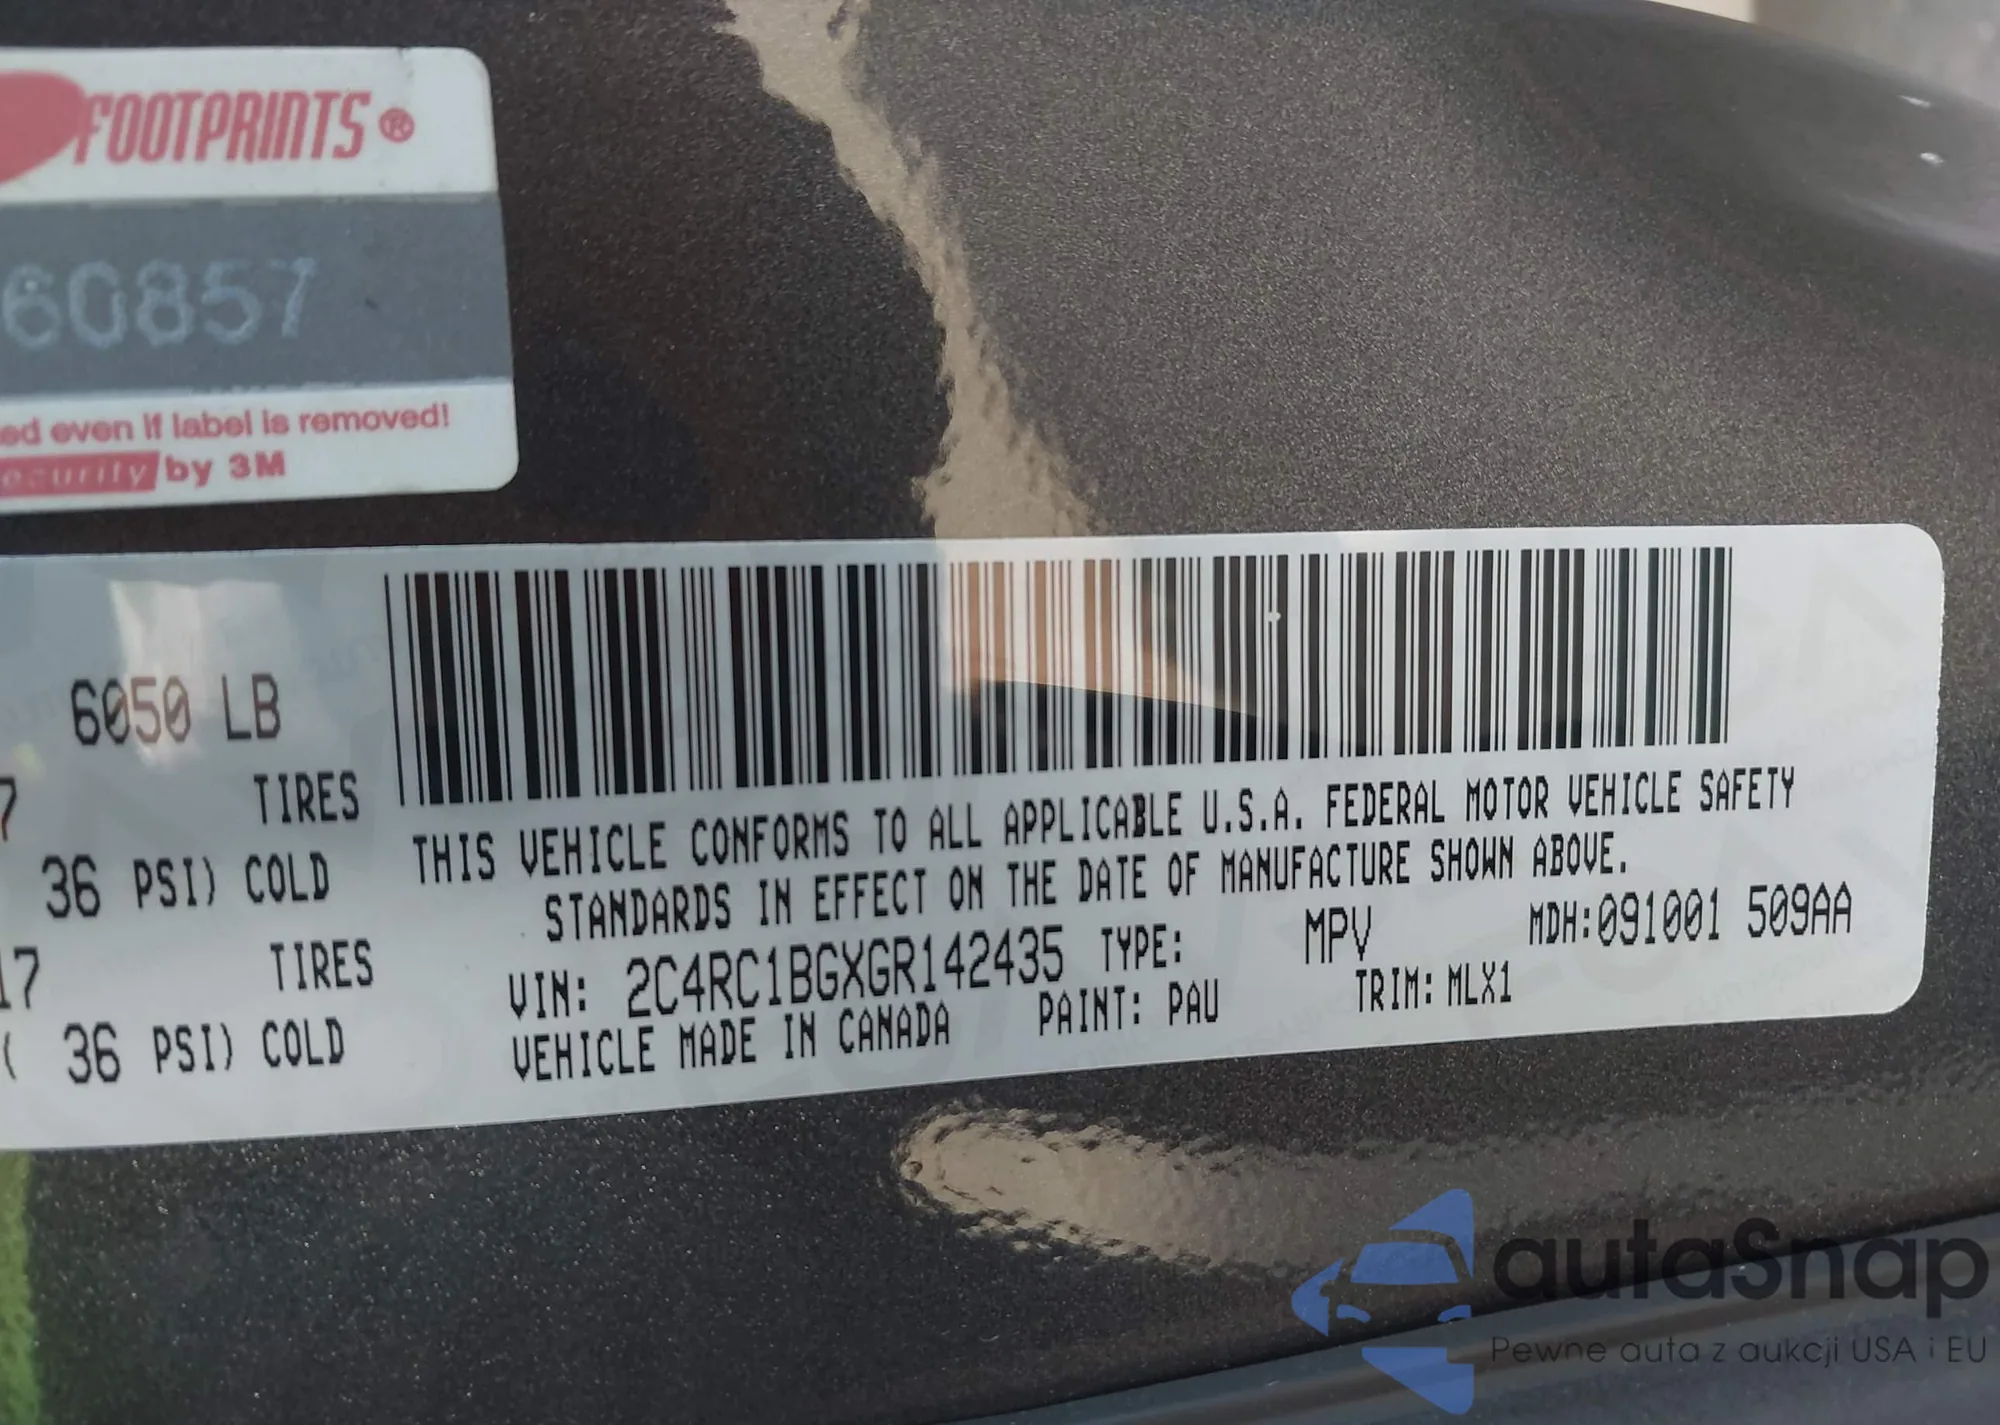 FOOTPRINTS®
60857
ed even if label is removed!
ecurity by 3M
6050 LB
7 TIRES
36 PSI) COLD
17 TIRES
( 36 PSI) COLD
THIS VEHICLE CONFORMS TO ALL APPLICABLE U.S.A. FEDERAL MOTOR VEHICLE SAFETY
STANDARDS IN EFFECT ON THE DATE OF MANUFACTURE SHOWN ABOVE.
VIN: 2C4RC1BGXGR142435 TYPE: MPV MDH:091001 509AA
VEHICLE MADE IN CANADA PAINT: PAU TRIM: MLX1
autaSnap
Pewne auta z aukcji USA i EU